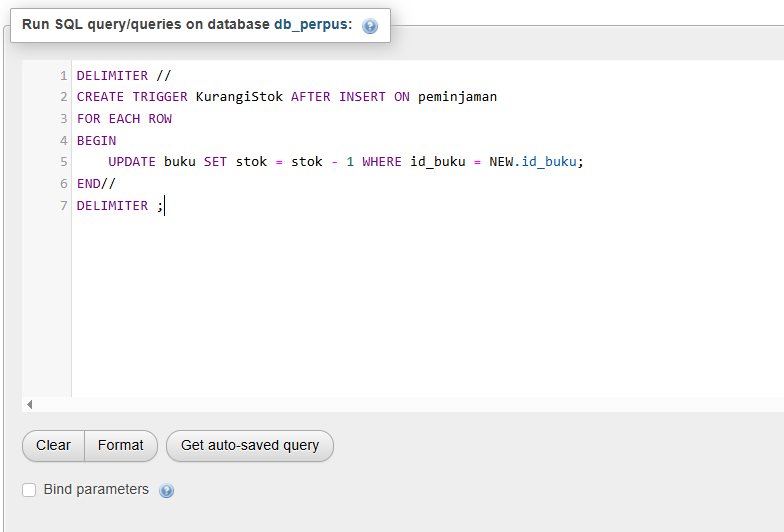 Run SQL query/queries on database db_perpus:
1 DELIMITER //
2 CREATE TRIGGER KurangiStok AFTER INSERT ON peminjaman
3 FOR EACH ROW
4 BEGIN
5     UPDATE buku SET stok = stok - 1 WHERE id_buku = NEW.id_buku;
6 END//
7 DELIMITER ;
Clear Format Get auto-saved query
Bind parameters